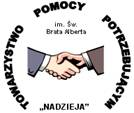 TOWARZYSTWO POMOCY POTRZEBUJĄCYM
im. Św.
Brata Alberta
„NADZIEJA”